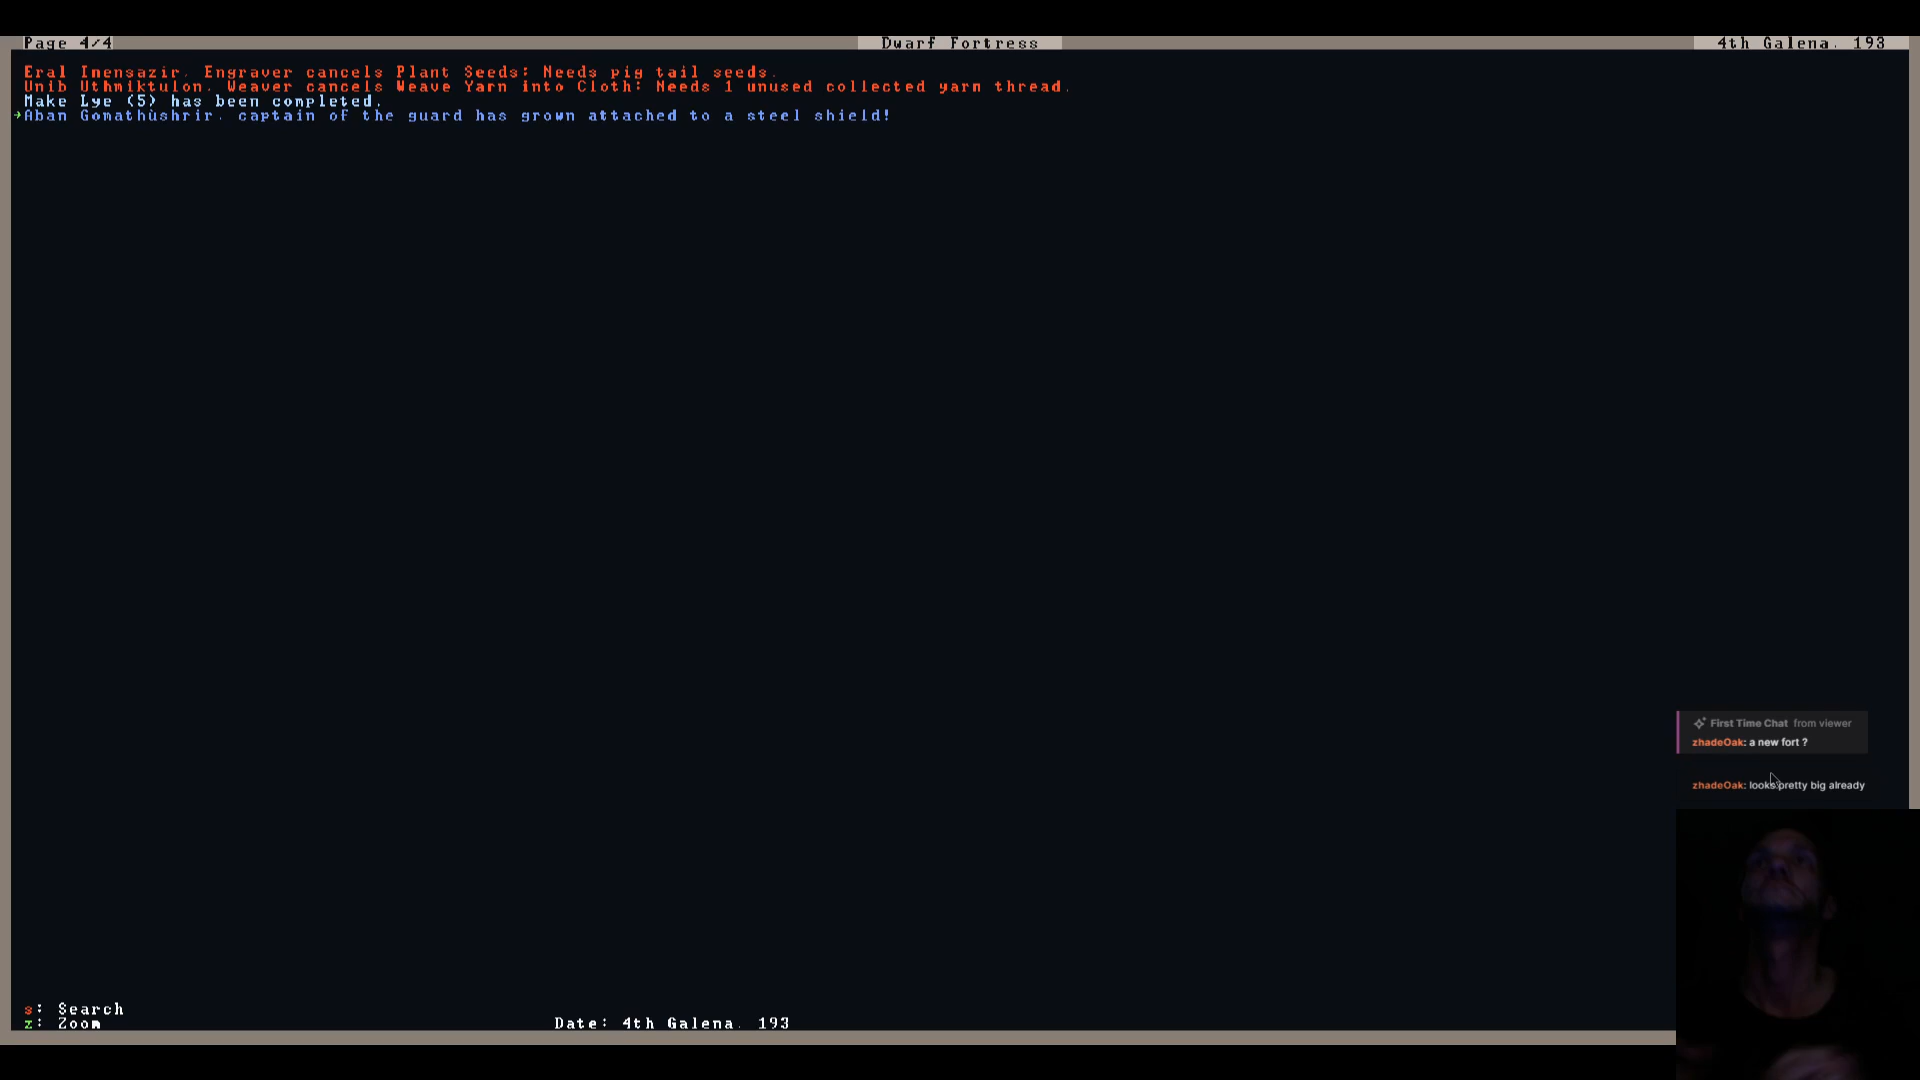 Page 4/4
Dwarf Fortress
4th Galena, 193
Eral Inensazir, Engraver cancels Plant Seeds: Needs pig tail seeds.
Unib Uthmiktulon, Weaver cancels Weave Yarn into Cloth: Needs 1 unused collected yarn thread.
Make Lye (5) has been completed.
Aban Gomathùshrir, captain of the guard has grown attached to a steel shield!
First Time Chat from viewer
zhadeOak: a new fort ?
zhadeOak: looks pretty big already
s: Search
z: Zoom
Date: 4th Galena, 193